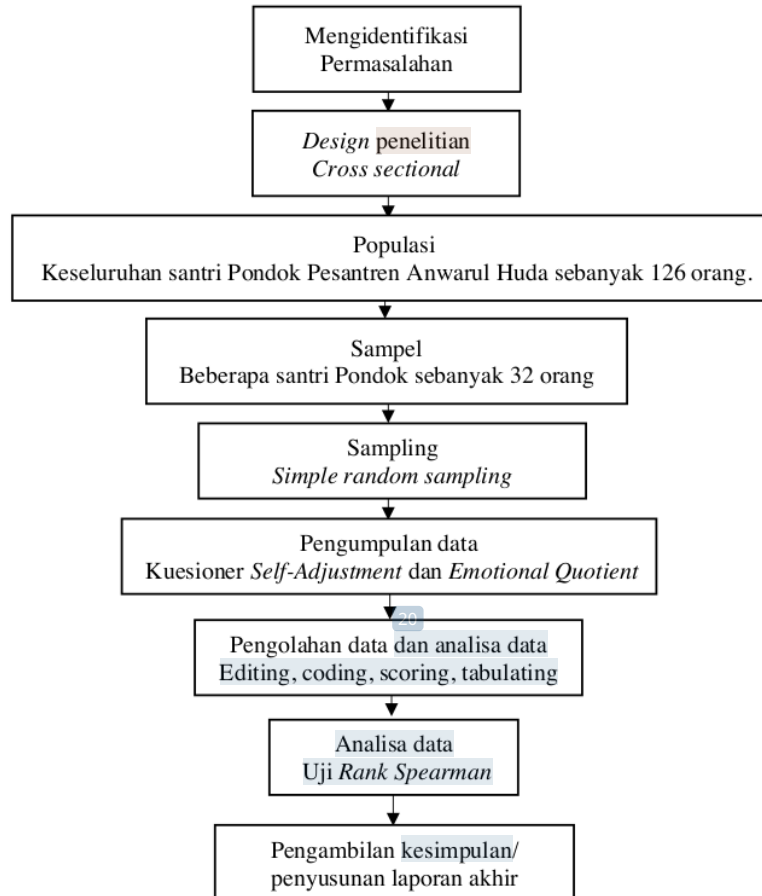 Mengidentifikasi
Permasalahan
Design penelitian
Cross sectional
Populasi
Keseluruhan santri Pondok Pesantren Anwarul Huda sebanyak 126 orang.
Sampel
Beberapa santri Pondok sebanyak 32 orang
Sampling
Simple random sampling
Pengumpulan data
Kuesioner Self-Adjustment dan Emotional Quotient
20
Pengolahan data dan analisa data
Editing, coding, scoring, tabulating
Analisa data
Uji Rank Spearman
Pengambilan kesimpulan/
penyusunan laporan akhir